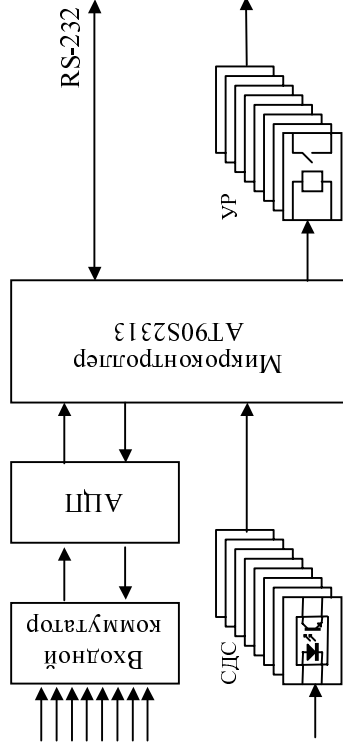 RS-232
УР
Микроконтроллер
AT90S2313
АЦП
Входной
коммутатор
СДС